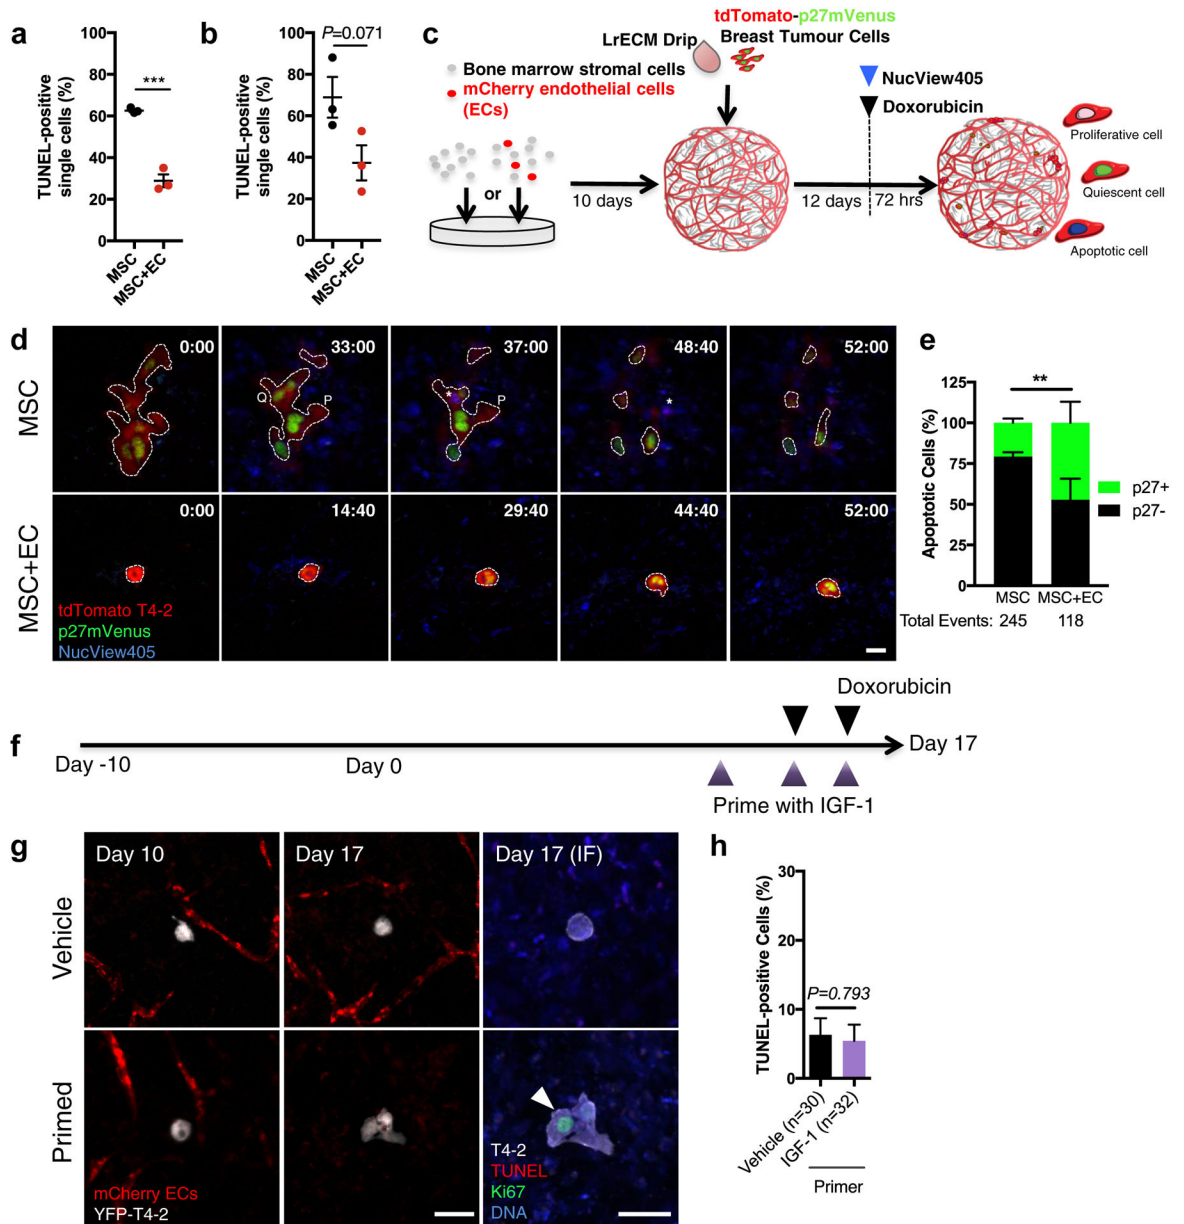 a
TUNEL-positive
single cells (%)
100
80
60
40
20
0
***
MSC
MSC+EC
b
TUNEL-positive
single cells (%)
100
80
60
40
20
0
P=0.071
MSC
MSC+EC
c
Bone marrow stromal cells
mCherry endothelial cells
(ECs)
or
10 days
LrECM Drip
tdTomato-p27mVenus
Breast Tumour Cells
12 days
72 hrs
NucView405
Doxorubicin
Proliferative cell
Quiescent cell
Apoptotic cell
d
MSC
0:00
33:00
Q
P
37:00
*
P
48:40
*
52:00
MSC+EC
0:00
14:40
29:40
44:40
52:00
tdTomato T4-2
p27mVenus
NucView405
e
Apoptotic Cells (%)
125
100
75
50
25
0
**
p27+
p27-
MSC
MSC+EC
Total Events: 245 118
f
Doxorubicin
Day -10
Day 0
Day 17
Prime with IGF-1
g
Vehicle
Day 10
Day 17
Day 17 (IF)
Primed
mCherry ECs
YFP-T4-2
T4-2
TUNEL
Ki67
DNA
h
TUNEL-positive Cells (%)
30
20
10
0
P=0.793
Vehicle (n=30)
IGF-1 (n=32)
Primer